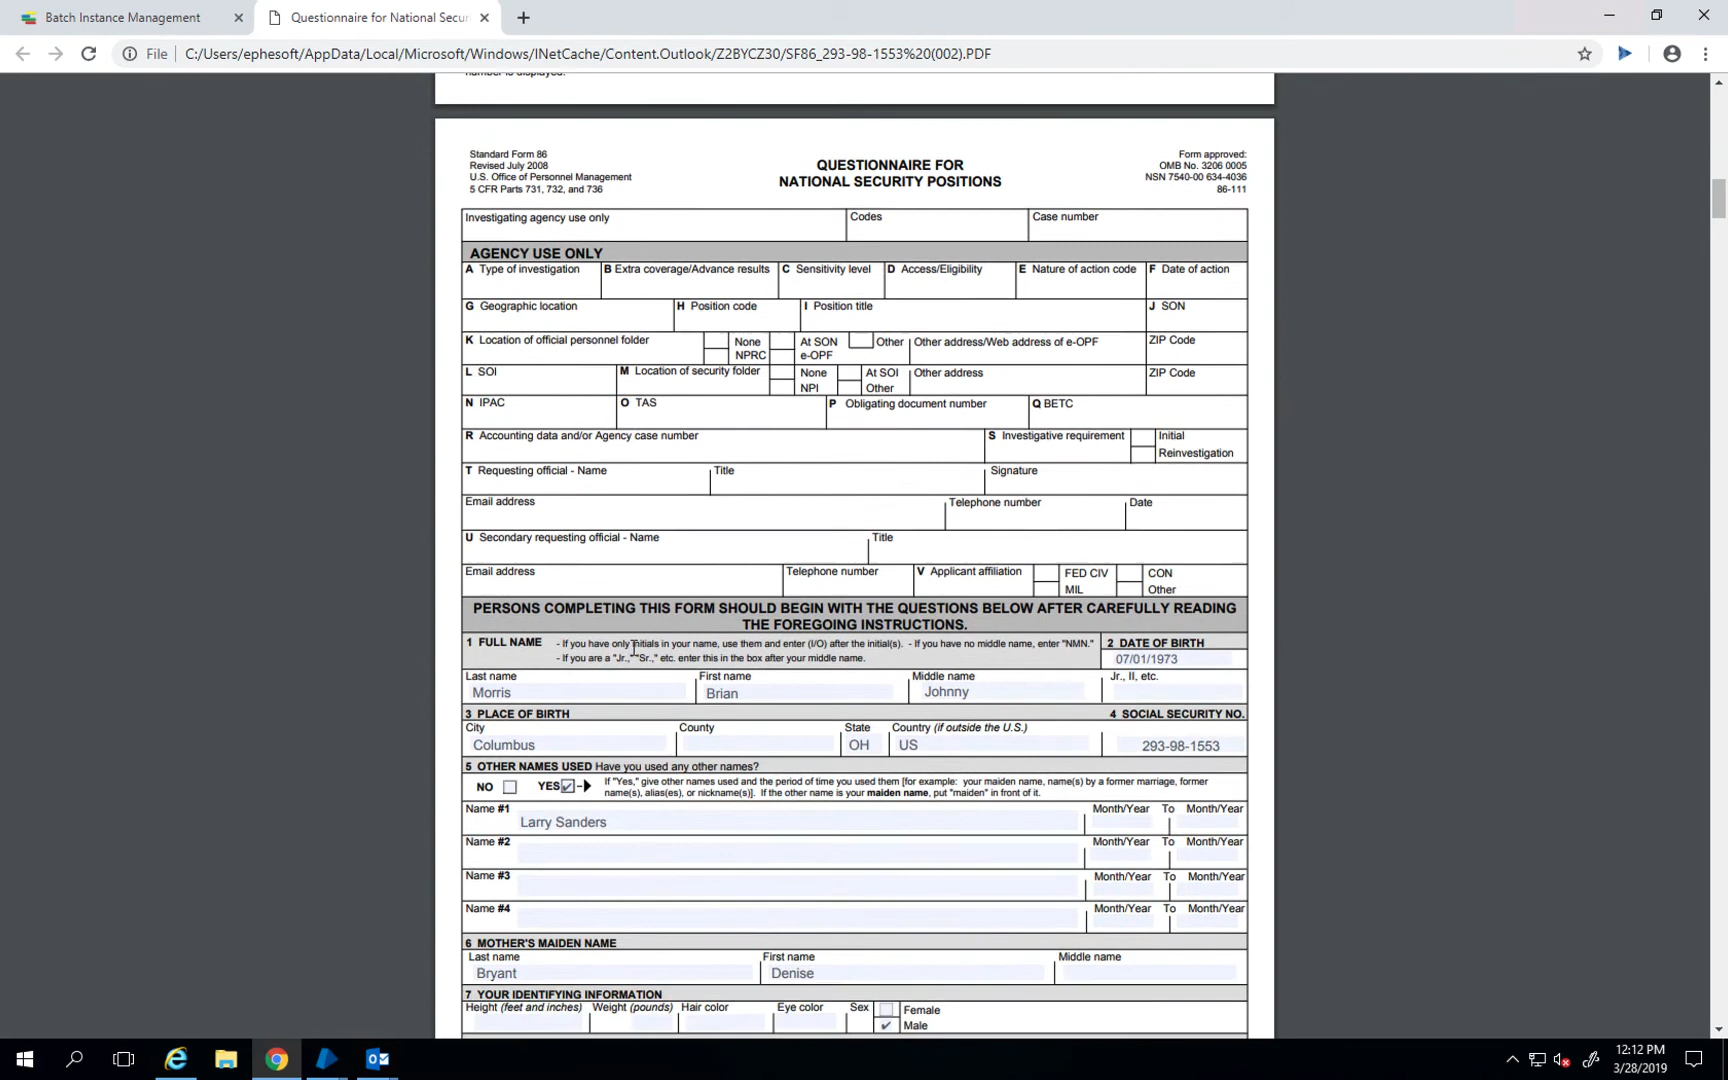 Batch Instance Management
Questionnaire for National Secur
File C:/Users/ephesoft/AppData/Local/Microsoft/Windows/INetCache/Content.Outlook/Z2BYCZ30/SF86_293-98-1553%20(002).PDF
number is displayed.
Standard Form 86
Revised July 2008
U.S. Office of Personnel Management
5 CFR Parts 731, 732, and 736
QUESTIONNAIRE FOR
NATIONAL SECURITY POSITIONS
Form approved:
OMB No. 3206 0005
NSN 7540-00 634-4036
86-111
Investigating agency use only Codes Case number
AGENCY USE ONLY
A Type of investigation B Extra coverage/Advance results C Sensitivity level D Access/Eligibility E Nature of action code F Date of action
G Geographic location H Position code I Position title J SON
K Location of official personnel folder None At SON Other Other address/Web address of e-OPF ZIP Code
NPRC e-OPF
L SOI M Location of security folder None At SOI Other address ZIP Code
NPI Other
N IPAC O TAS P Obligating document number Q BETC
R Accounting data and/or Agency case number S Investigative requirement Initial
Reinvestigation
T Requesting official - Name Title Signature
Email address Telephone number Date
U Secondary requesting official - Name Title
Email address Telephone number V Applicant affiliation FED CIV CON
MIL Other
PERSONS COMPLETING THIS FORM SHOULD BEGIN WITH THE QUESTIONS BELOW AFTER CAREFULLY READING
THE FOREGOING INSTRUCTIONS.
1 FULL NAME - If you have only initials in your name, use them and enter (I/O) after the initial(s). - If you have no middle name, enter "NMN." 2 DATE OF BIRTH
- If you are a "Jr.," "Sr.," etc. enter this in the box after your middle name. 07/01/1973
Last name First name Middle name Jr., II, etc.
Morris Brian Johnny
3 PLACE OF BIRTH 4 SOCIAL SECURITY NO.
City County State Country (if outside the U.S.)
Columbus OH US 293-98-1553
5 OTHER NAMES USED Have you used any other names?
NO YES If "Yes," give other names used and the period of time you used them [for example: your maiden name, name(s) by a former marriage, former
name(s), alias(es), or nickname(s)]. If the other name is your maiden name, put "maiden" in front of it.
Name #1 Month/Year To Month/Year
Larry Sanders
Name #2 Month/Year To Month/Year
Name #3 Month/Year To Month/Year
Name #4 Month/Year To Month/Year
6 MOTHER'S MAIDEN NAME
Last name First name Middle name
Bryant Denise
7 YOUR IDENTIFYING INFORMATION
Height (feet and inches) Weight (pounds) Hair color Eye color Sex Female
Male
12:12 PM
3/28/2019